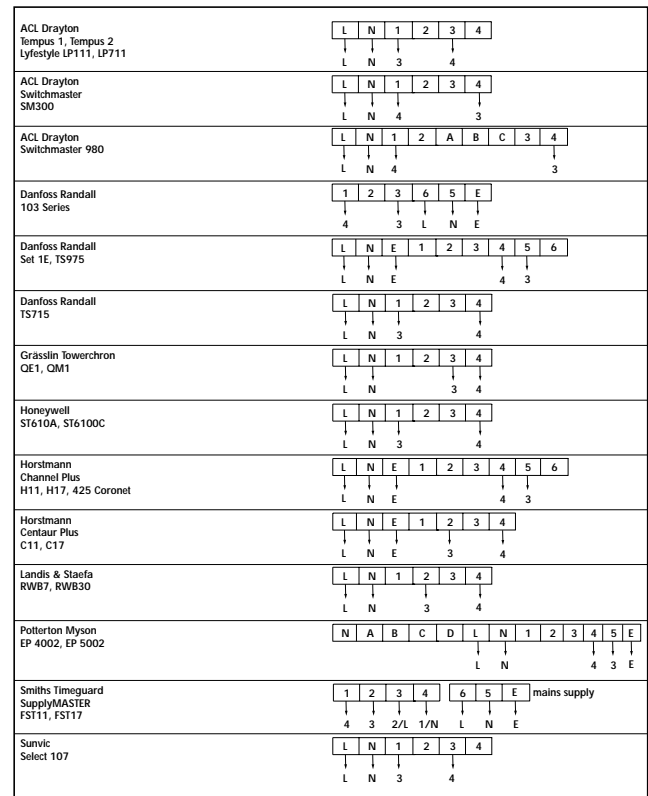 ACL Drayton
Tempus 1, Tempus 2
Lyfestyle LP111, LP711
L N 1 2 3 4
L N 3 4
ACL Drayton
Switchmaster
SM300
L N 1 2 3 4
L N 4 3
ACL Drayton
Switchmaster 980
L N 1 2 A B C 3 4
L N 4 3
Danfoss Randall
103 Series
1 2 3 6 5 E
4 3 L N E
Danfoss Randall
Set 1E, TS975
L N E 1 2 3 4 5 6
L N E 4 3
Danfoss Randall
TS715
L N 1 2 3 4
L N 3 4
Grässlin Towerchron
QE1, QM1
L N 1 2 3 4
L N 3 4
Honeywell
ST610A, ST6100C
L N 1 2 3 4
L N 3 4
Horstmann
Channel Plus
H11, H17, 425 Coronet
L N E 1 2 3 4 5 6
L N E 4 3
Horstmann
Centaur Plus
C11, C17
L N E 1 2 3 4
L N E 3 4
Landis & Staefa
RWB7, RWB30
L N 1 2 3 4
L N 3 4
Potterton Myson
EP 4002, EP 5002
N A B C D L N 1 2 3 4 5 E
L N 4 3 E
Smiths Timeguard
SupplyMASTER
FST11, FST17
1 2 3 4 6 5 E mains supply
4 3 2/L 1/N L N E
Sunvic
Select 107
L N 1 2 3 4
L N 3 4